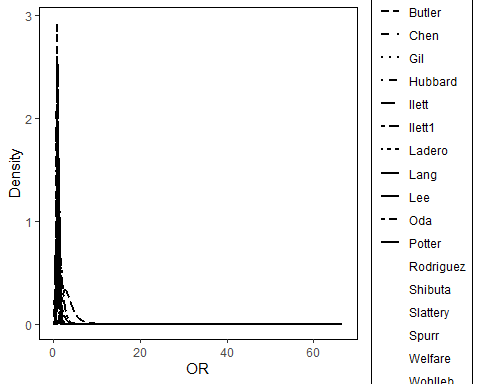 3
2
1
0
Density
0
20
40
60
OR
Butler
Chen
Gil
Hubbard
Ilett
Ilett1
Ladero
Lang
Lee
Oda
Potter
Rodriguez
Shibuta
Slattery
Spurr
Welfare
Wohlleb